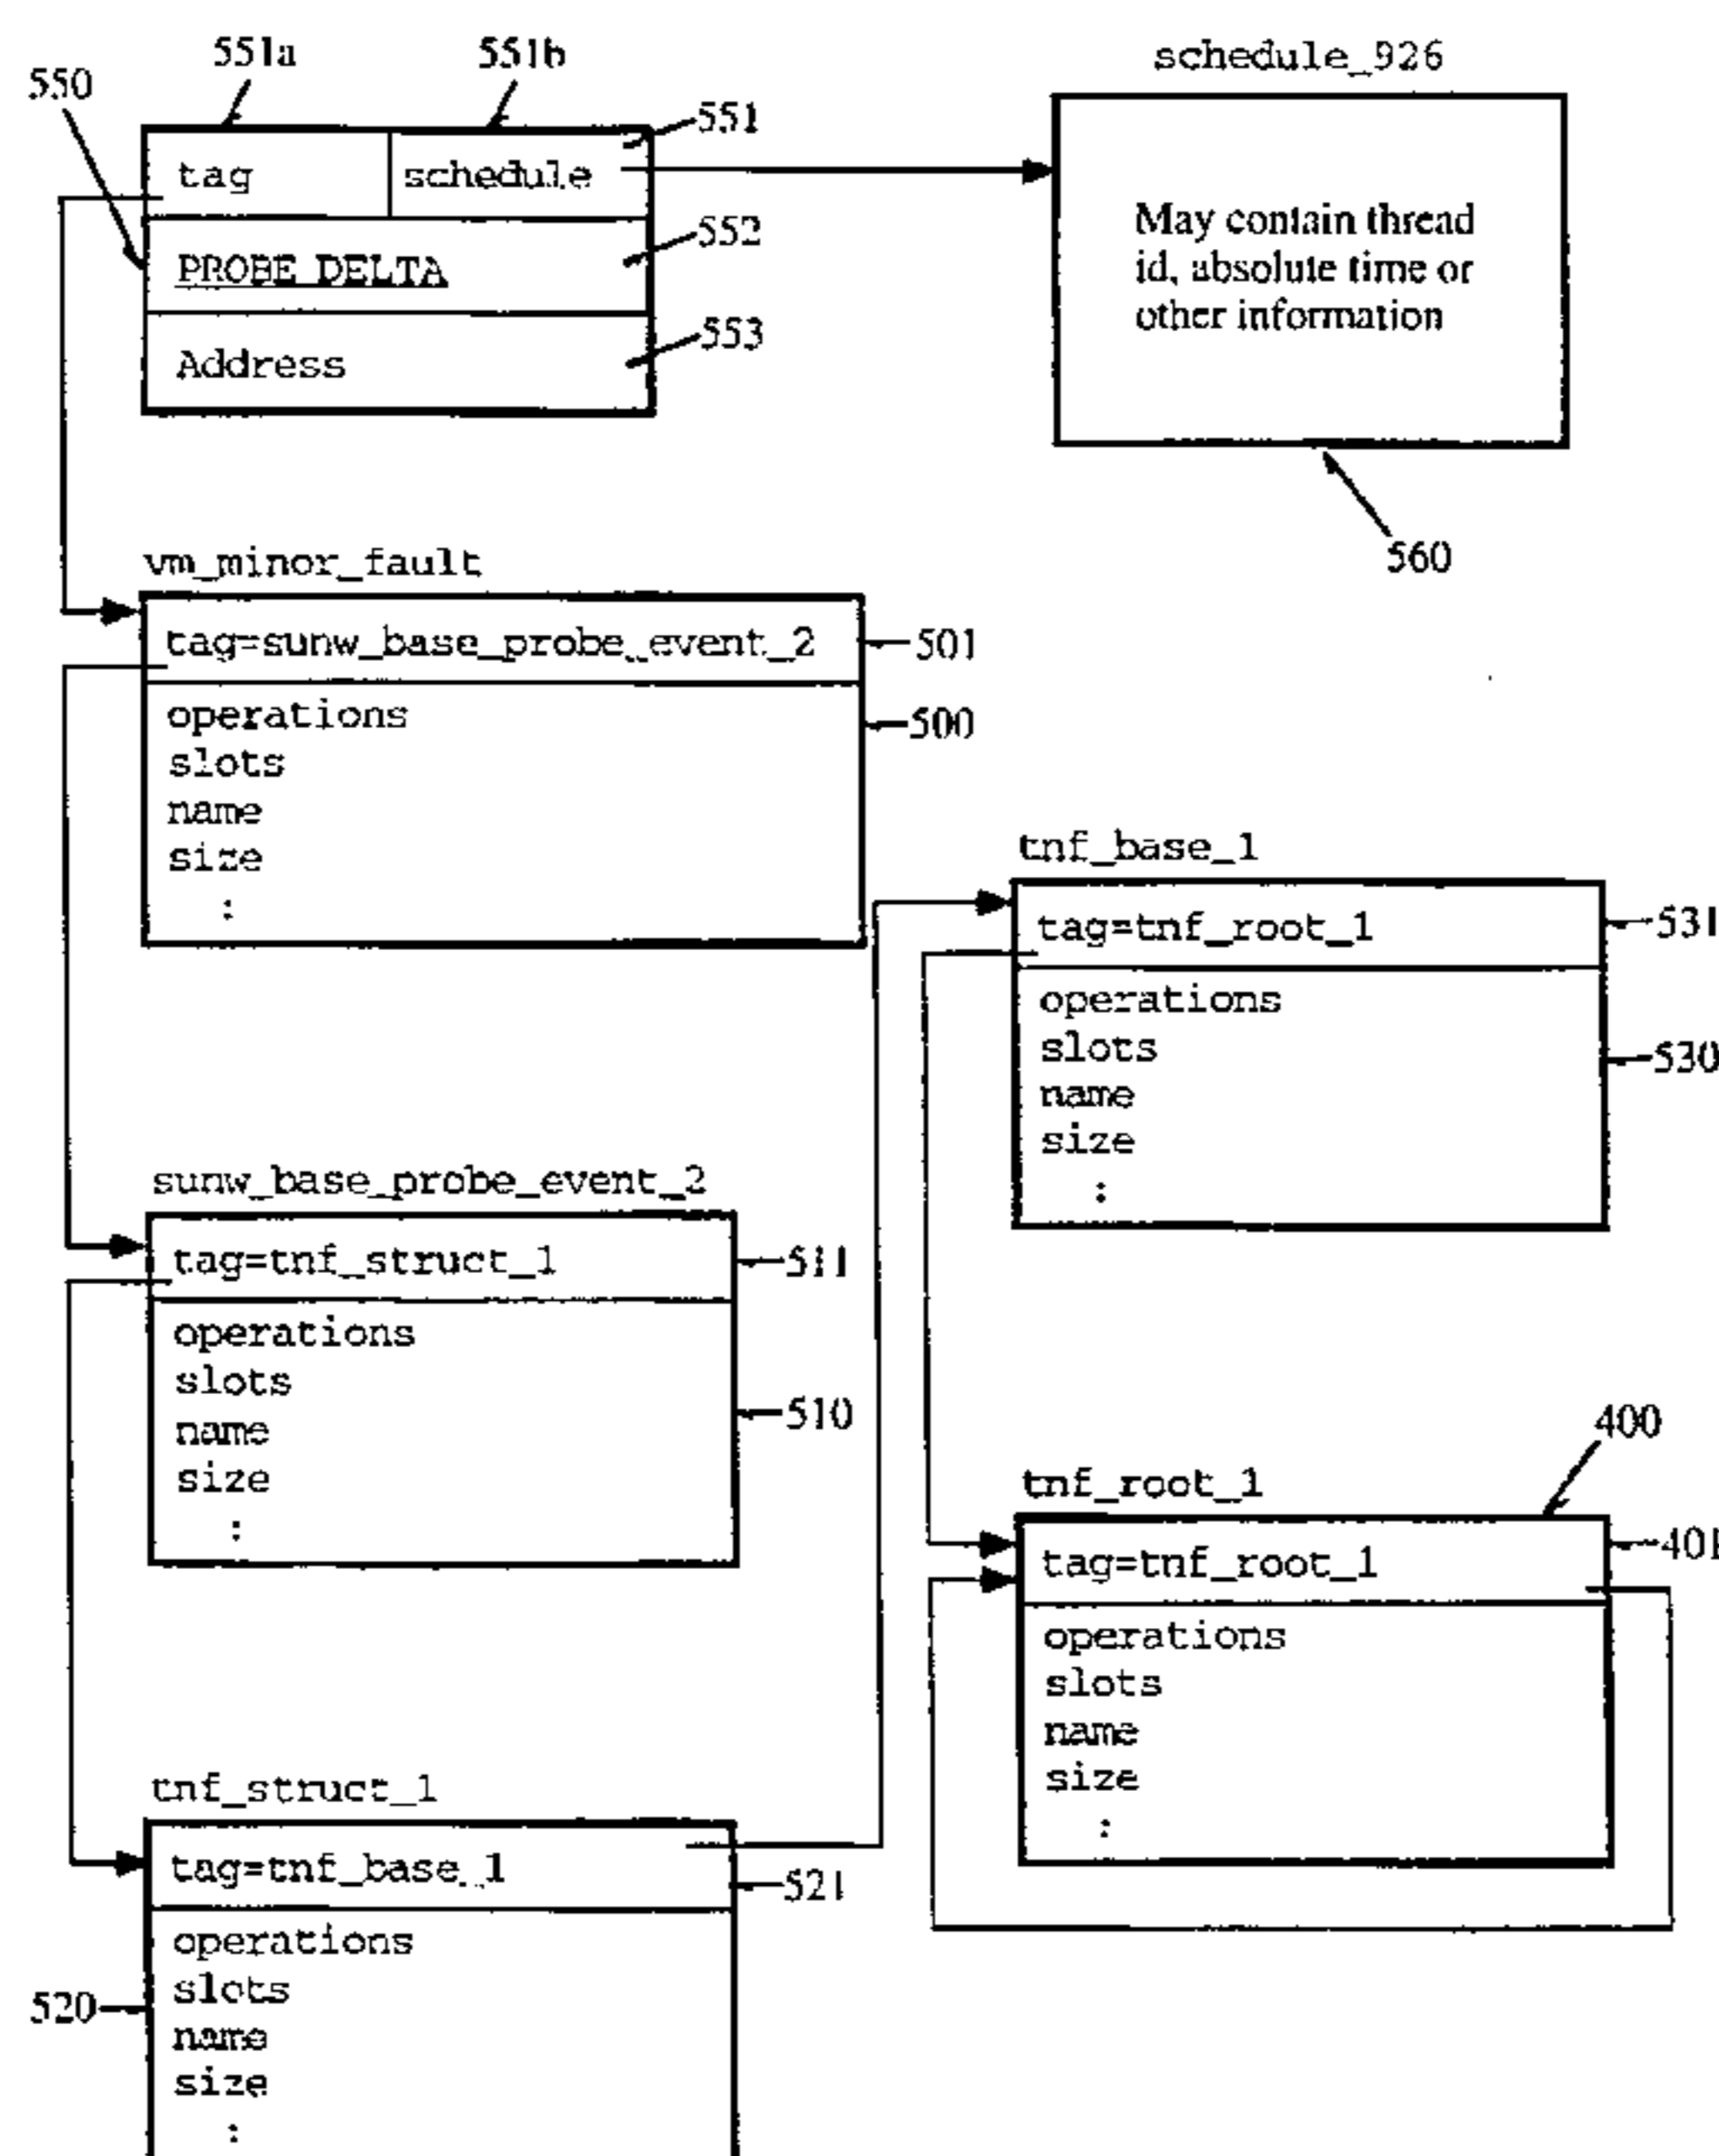 551a
551b
schedule_926
550
551
tag
schedule
552
PROBE_DELTA
May contain thread
id, absolute time or
other information
553
Address
560
vm_minor_fault
tag=sunw_base_probe_event_2
501
operations
500
slots
name
size
:
tnf_base_1
tag=tnf_root_1
531
operations
slots
530
name
size
:
sunw_base_probe_event_2
tag=tnf_struct_1
511
operations
slots
510
name
size
:
400
tnf_root_1
tag=tnf_root_1
401
operations
slots
name
size
:
tnf_struct_1
tag=tnf_base_1
521
operations
slots
520
name
size
: